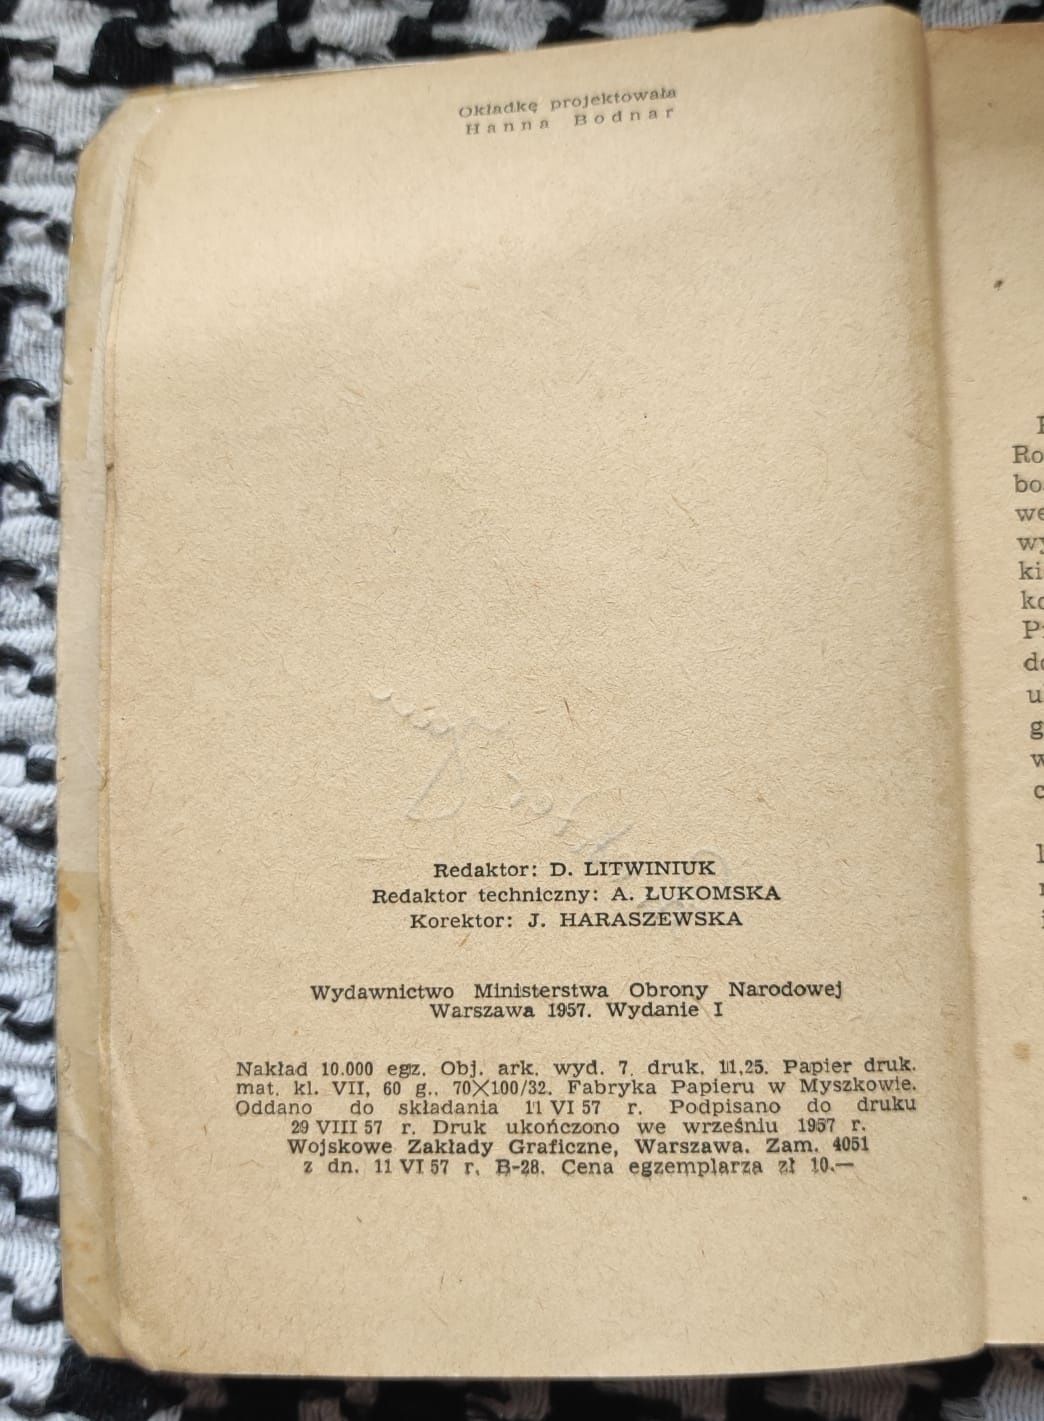 Okładkę projektowała
Hanna Bodnar
Redaktor: D. LITWINIUK
Redaktor techniczny: A. ŁUKOMSKA
Korektor: J. HARASZEWSKA
Wydawnictwo Ministerstwa Obrony Narodowej
Warszawa 1957. Wydanie I
Nakład 10.000 egz. Obj. ark. wyd. 7. druk. 11,25. Papier druk.
mat. kl. VII, 60 g., 70×100/32. Fabryka Papieru w Myszkowie.
Oddano do składania 11 VI 57 r. Podpisano do druku
29 VIII 57 r. Druk ukończono we wrześniu 1957 r.
Wojskowe Zakłady Graficzne, Warszawa. Zam. 4051
z dn. 11 VI 57 r. B-28. Cena egzemplarza zł 10.—